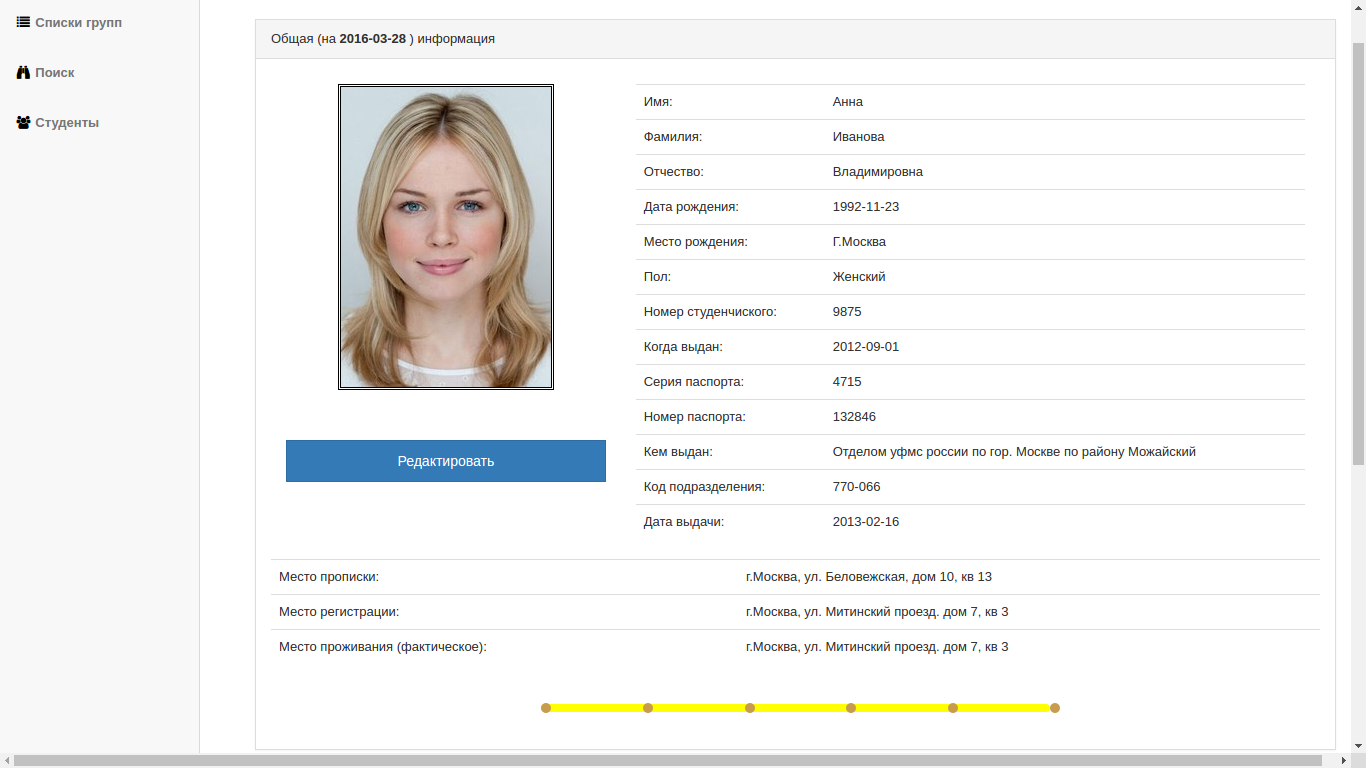 Списки групп
Поиск
Студенты
Общая (на 2016-03-28 ) информация
Имя: Анна
Фамилия: Иванова
Отчество: Владимировна
Дата рождения: 1992-11-23
Место рождения: Г.Москва
Пол: Женский
Номер студенчиского: 9875
Когда выдан: 2012-09-01
Серия паспорта: 4715
Номер паспорта: 132846
Кем выдан: Отделом уфмс россии по гор. Москве по району Можайский
Код подразделения: 770-066
Дата выдачи: 2013-02-16
Редактировать
Место прописки: г.Москва, ул. Беловежская, дом 10, кв 13
Место регистрации: г.Москва, ул. Митинский проезд. дом 7, кв 3
Место проживания (фактическое): г.Москва, ул. Митинский проезд. дом 7, кв 3